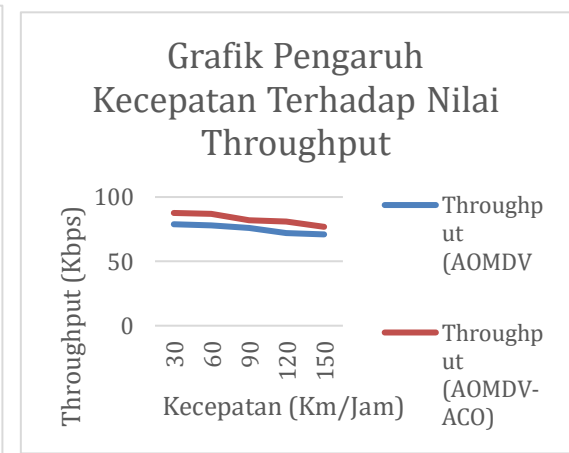 Grafik Pengaruh
Kecepatan Terhadap Nilai
Throughput
Throughput (Kbps)
100
50
0
30
60
90
120
150
Kecepatan (Km/Jam)
Throughp
ut
(AOMDV
Throughp
ut
(AOMDV-
ACO)